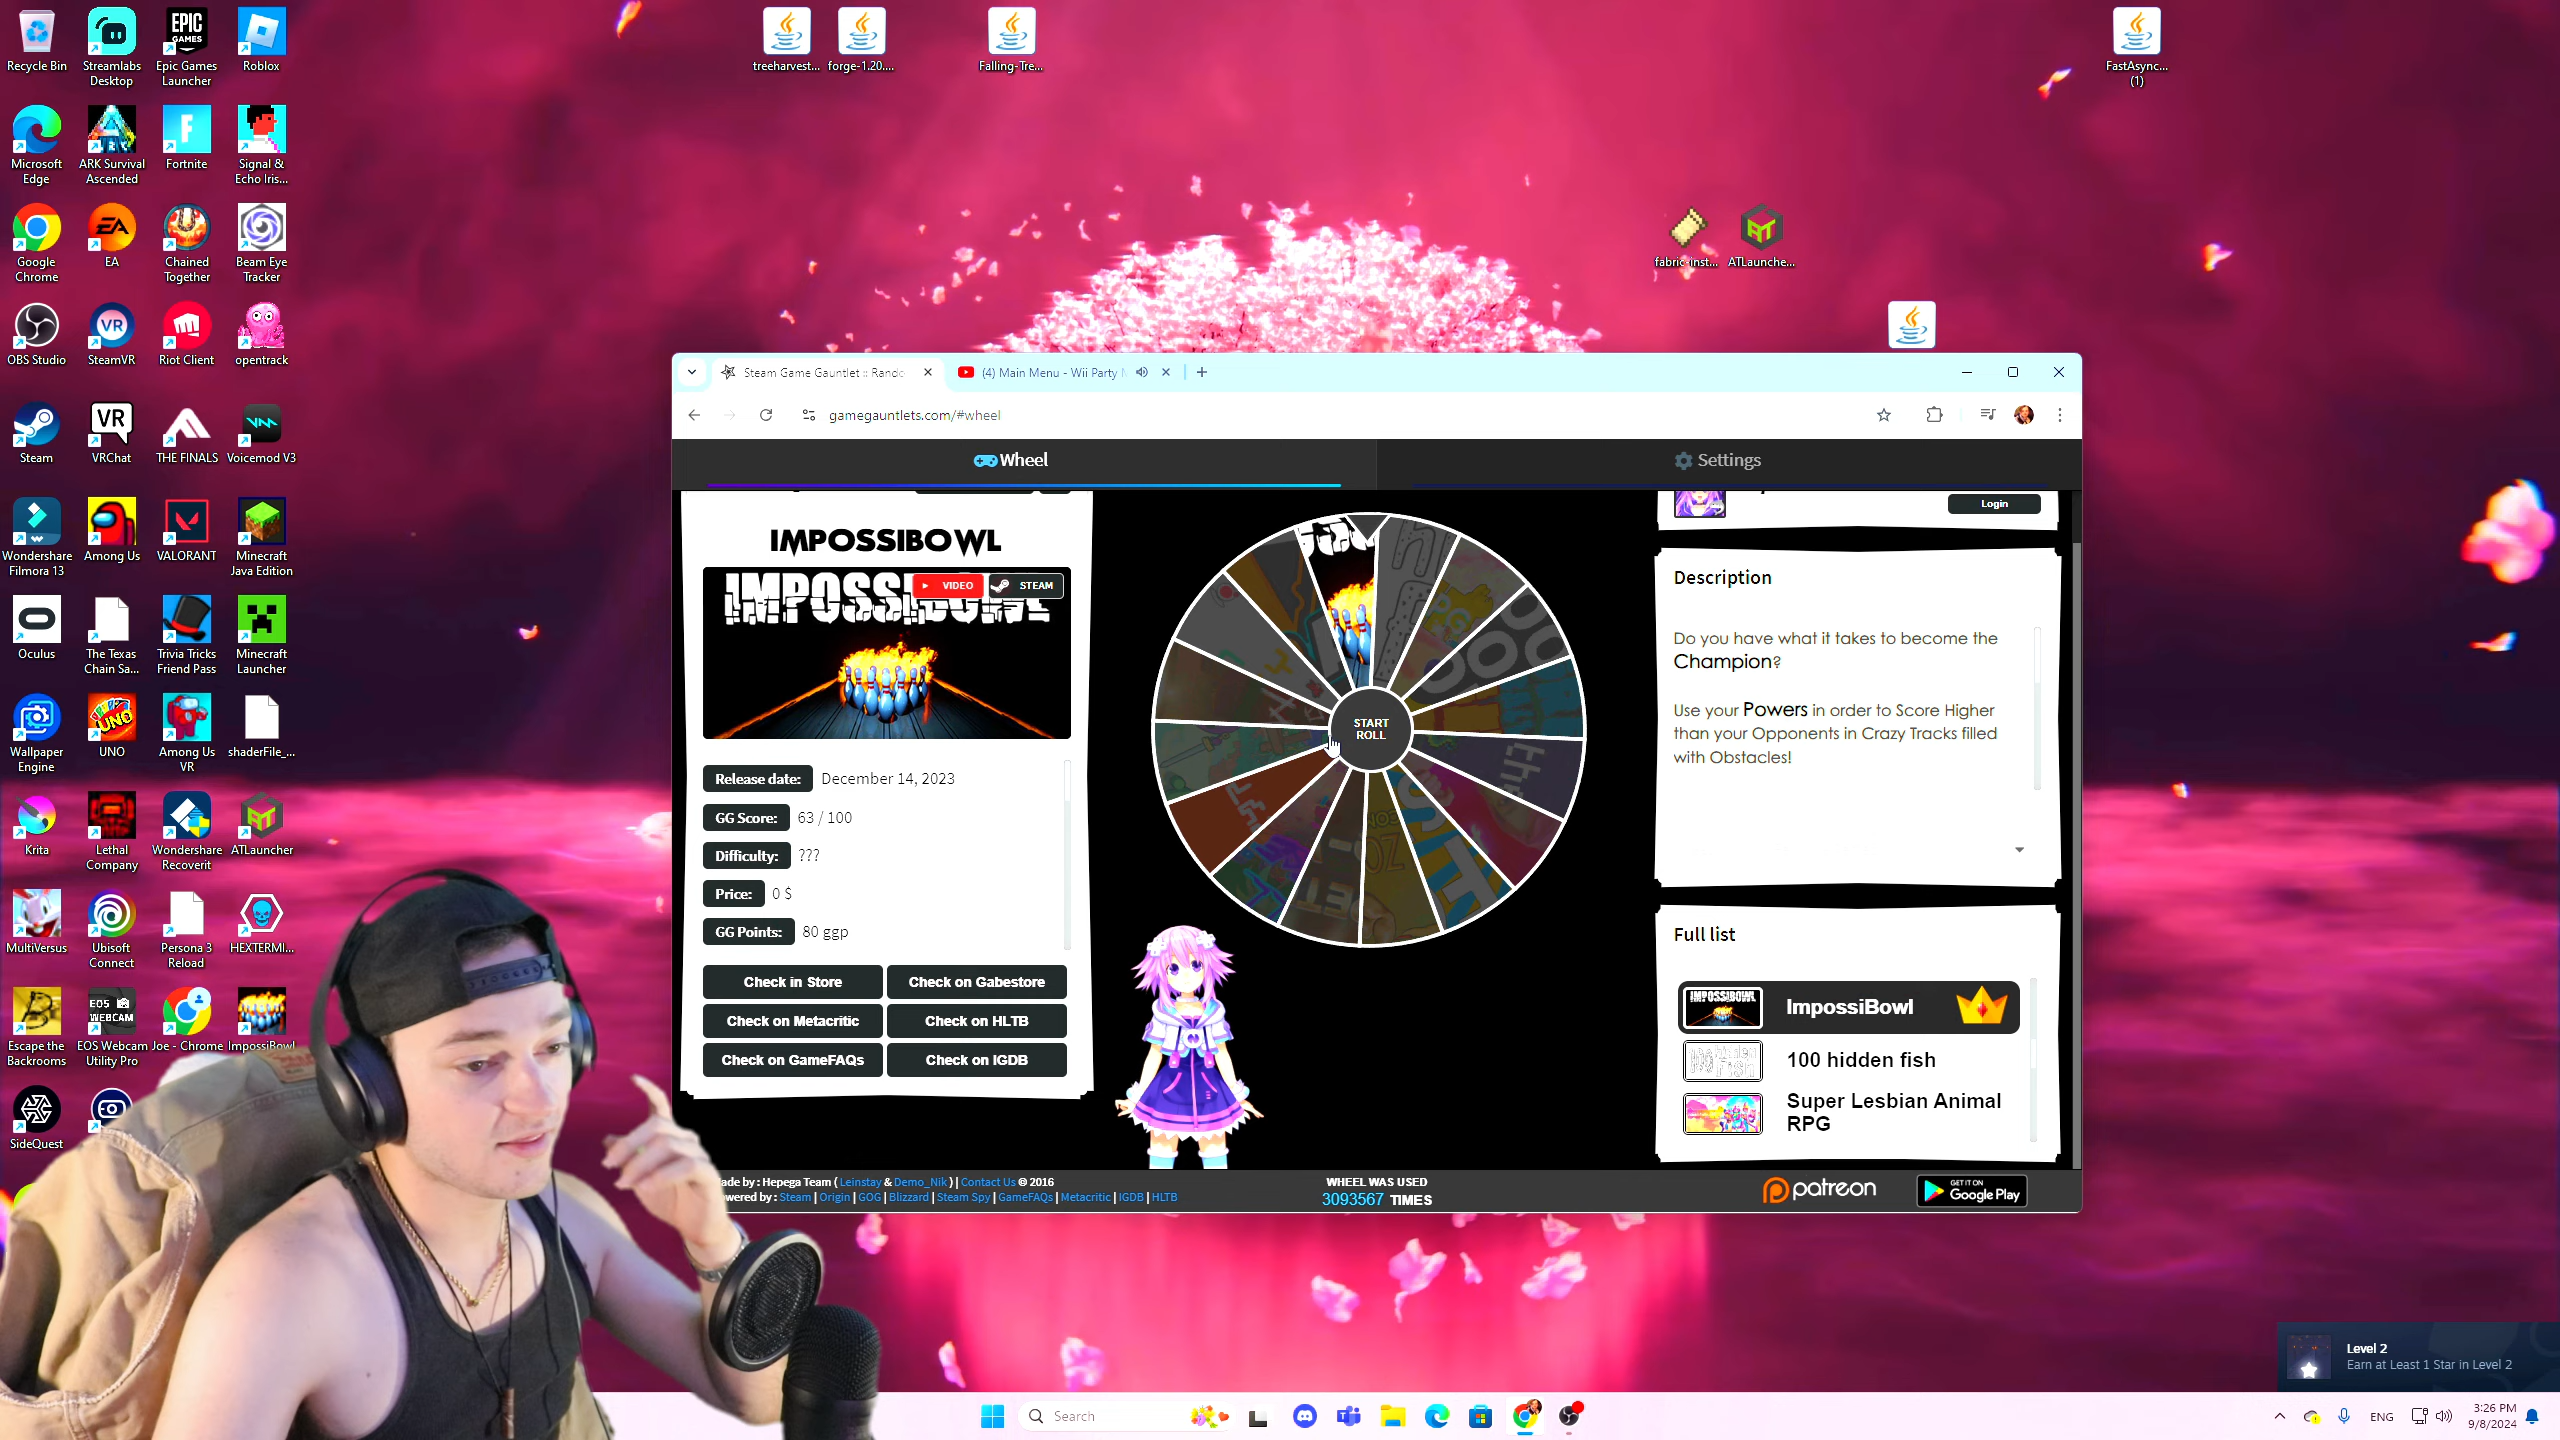 Recycle Bin
Streamlabs Desktop
Epic Games Launcher
Roblox
treeharvest...
forge-1.20....
Falling-Tre...
FastAsync... (1)
Microsoft Edge
ARK Survival Ascended
Fortnite
Signal & Echo Iris...
Google Chrome
EA
Chained Together
Beam Eye Tracker
fabric-inst...
ATLaunche...
OBS Studio
SteamVR
Riot Client
opentrack
Steam
VRChat
THE FINALS
Voicemod V3
Wondershare Filmora 13
Among Us
VALORANT
Minecraft Java Edition
Oculus
The Texas Chain Sa...
Trivia Tricks Friend Pass
Minecraft Launcher
Wallpaper Engine
UNO
Among Us VR
shaderFile_...
Krita
Lethal Company
Wondershare Recoverit
ATLauncher
MultiVersus
Ubisoft Connect
Persona 3 Reload
HEXTERMI...
Escape the Backrooms
EOS Webcam Utility Pro
Joe - Chrome
ImpossiBowl
SideQuest
Steam Game Gauntlet :: Rando
(4) Main Menu - Wii Party
gamegauntlets.com/#wheel
Wheel
Settings
Login
IMPOSSIBOWL
VIDEO
STEAM
Release date: December 14, 2023
GG Score: 63 / 100
Difficulty: ???
Price: 0 $
GG Points: 80 ggp
Check in Store
Check on Gabestore
Check on Metacritic
Check on HLTB
Check on GameFAQs
Check on IGDB
START
ROLL
Description
Do you have what it takes to become the
Champion?
Use your Powers in order to Score Higher
than your Opponents in Crazy Tracks filled
with Obstacles!
Full list
ImpossiBowl
100 hidden fish
Super Lesbian Animal
RPG
ade by : Hepega Team ( Leinstay & Demo_Nik ) | Contact Us © 2016
owered by : Steam | Origin | GOG | Blizzard | Steam Spy | GameFAQs | Metacritic | IGDB | HLTB
WHEEL WAS USED
3093567 TIMES
patreon
GET IT ON
Google Play
Level 2
Earn at Least 1 Star in Level 2
Search
ENG
3:26 PM
9/8/2024